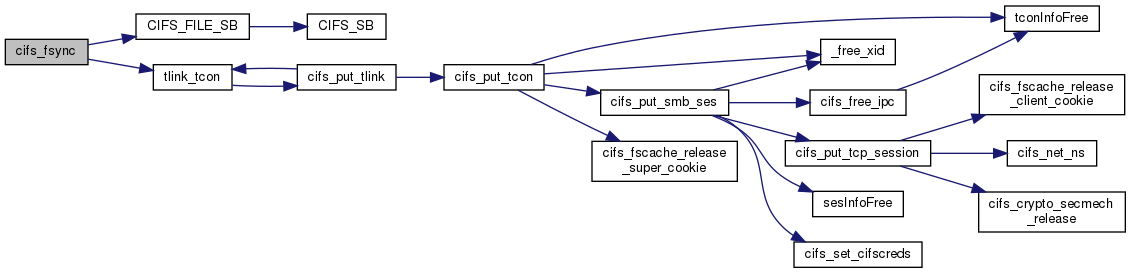 cifs_fsync
CIFS_FILE_SB
CIFS_SB
tlink_tcon
cifs_put_tlink
cifs_put_tcon
tconInfoFree
_free_xid
cifs_put_smb_ses
cifs_free_ipc
cifs_fscache_release
_super_cookie
cifs_put_tcp_session
cifs_fscache_release
_client_cookie
cifs_net_ns
cifs_crypto_secmech
_release
sesInfoFree
cifs_set_cifscreds